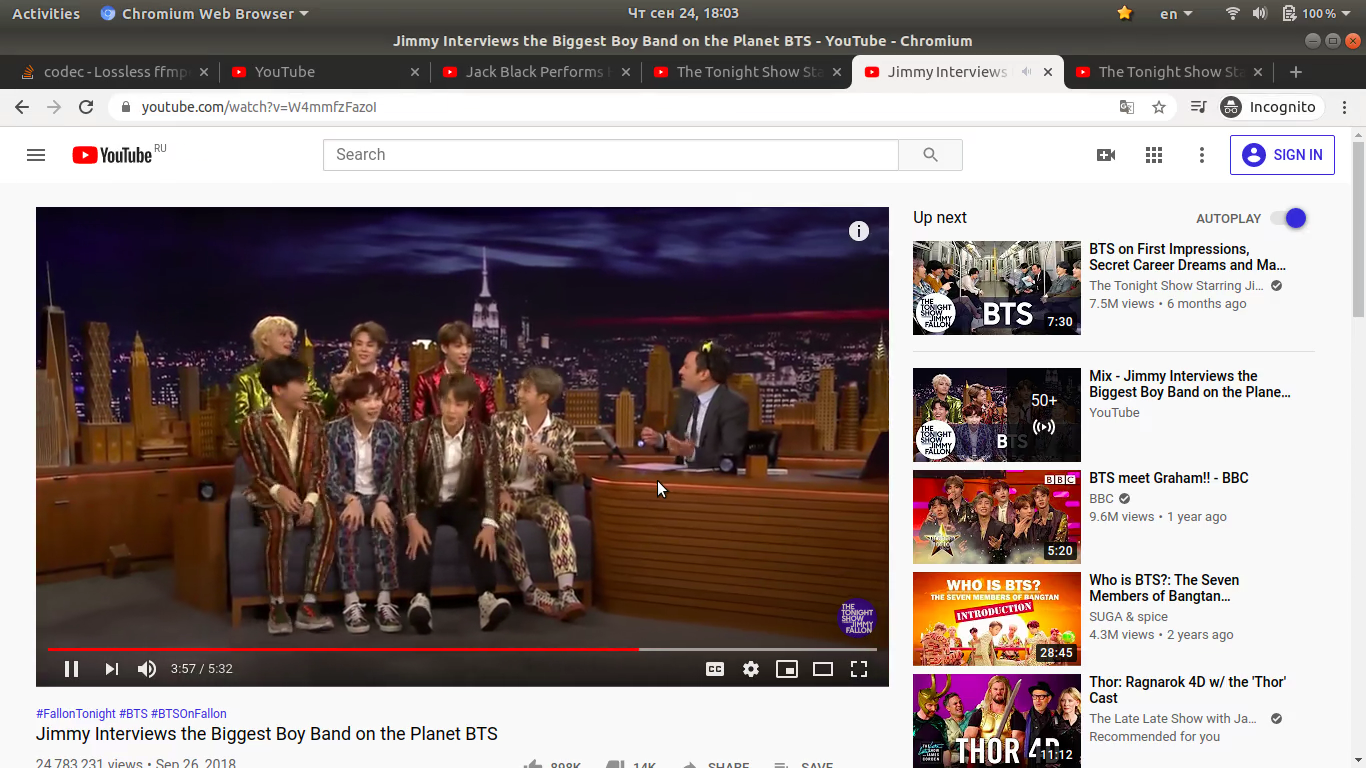 Activities
Chromium Web Browser
Чт сен 24, 18:03
en
100 %
Jimmy Interviews the Biggest Boy Band on the Planet BTS - YouTube - Chromium
codec - Lossless ffmp
YouTube
Jack Black Performs
The Tonight Show Sta
Jimmy Interviews
The Tonight Show Sta
youtube.com/watch?v=W4mmfzFazoI
Incognito
YouTube RU
Search
SIGN IN
Up next
AUTOPLAY
THE TONIGHT SHOW JIMMY FALLON
BTS
7:30
BTS on First Impressions,
Secret Career Dreams and Ma...
The Tonight Show Starring Ji...
7.5M views • 6 months ago
THE TONIGHT SHOW JIMMY FALLON
BTS
50+
Mix - Jimmy Interviews the
Biggest Boy Band on the Plane...
YouTube
BBC
5:20
BTS meet Graham!! - BBC
BBC
9.6M views • 1 year ago
WHO IS BTS?
THE SEVEN MEMBERS OF BANGTAN
INTRODUCTION
28:45
Who is BTS?: The Seven
Members of Bangtan...
SUGA & spice
4.3M views • 2 years ago
THOR 4D
11:12
Thor: Ragnarok 4D w/ the 'Thor'
Cast
The Late Late Show with Ja...
Recommended for you
THE
TONIGHT
SHOW
JIMMY
FALLON
3:57 / 5:32
CC
#FallonTonight #BTS #BTSOnFallon
Jimmy Interviews the Biggest Boy Band on the Planet BTS
24,783,231 views • Sep 26, 2018
898K
14K
SHARE
SAVE